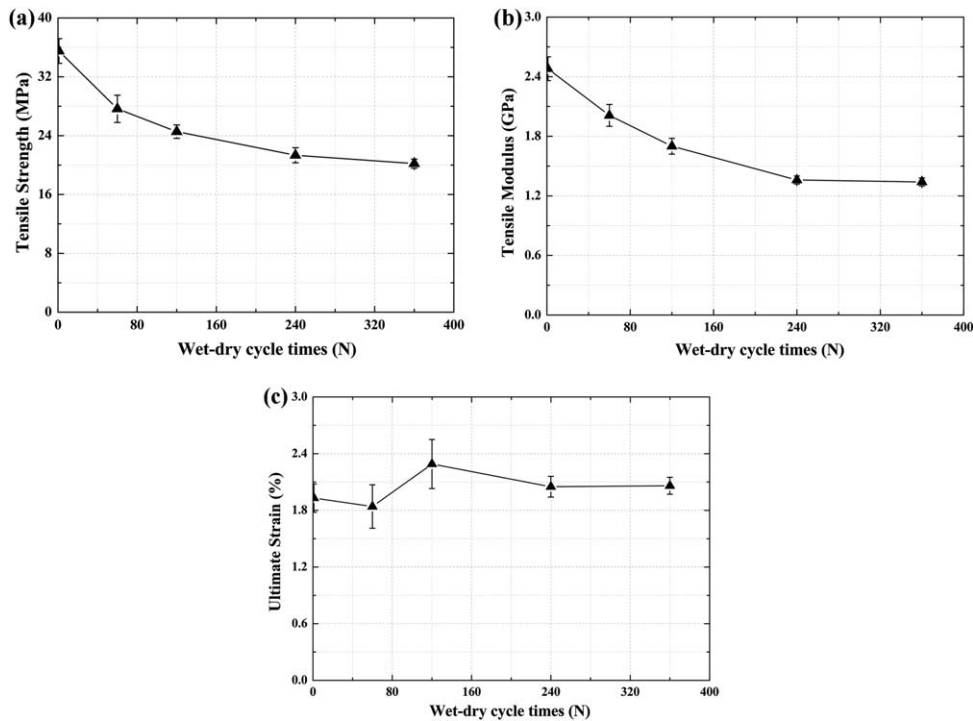 (a)
40
32
24
16
8
0
Tensile Strength (MPa)
0 80 160 240 320 400
Wet-dry cycle times (N)
(b)
3.0
2.4
1.8
1.2
0.6
0.0
Tensile Modulus (GPa)
0 80 160 240 320 400
Wet-dry cycle times (N)
(c)
3.0
2.4
1.8
1.2
0.6
0.0
Ultimate Strain (%)
0 80 160 240 320 400
Wet-dry cycle times (N)